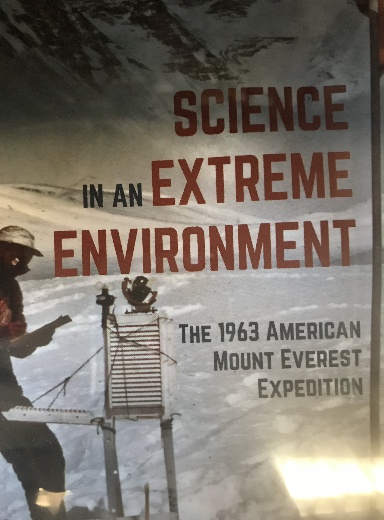 SCIENCE
IN AN EXTREME
ENVIRONMENT
THE 1963 AMERICAN
MOUNT EVEREST
EXPEDITION